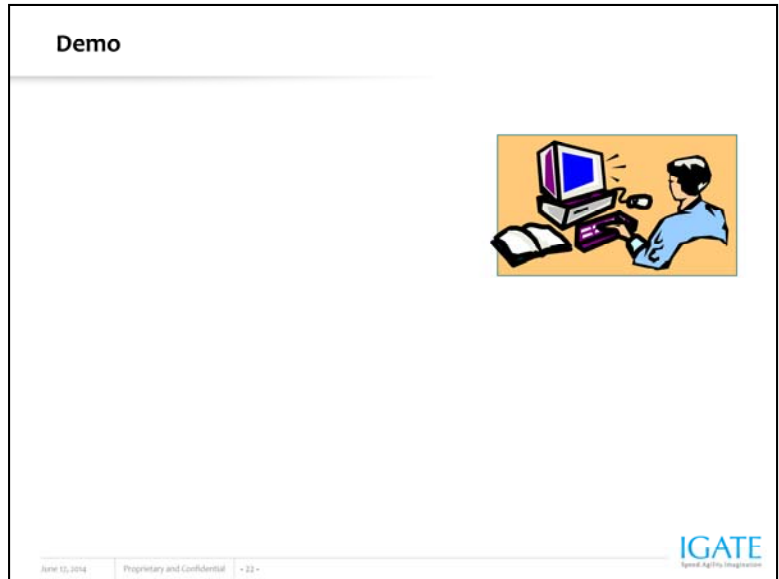 Demo
June 17, 2014 Proprietary and Confidential - 22 -
IGATE
Speed.Agility.Imagination